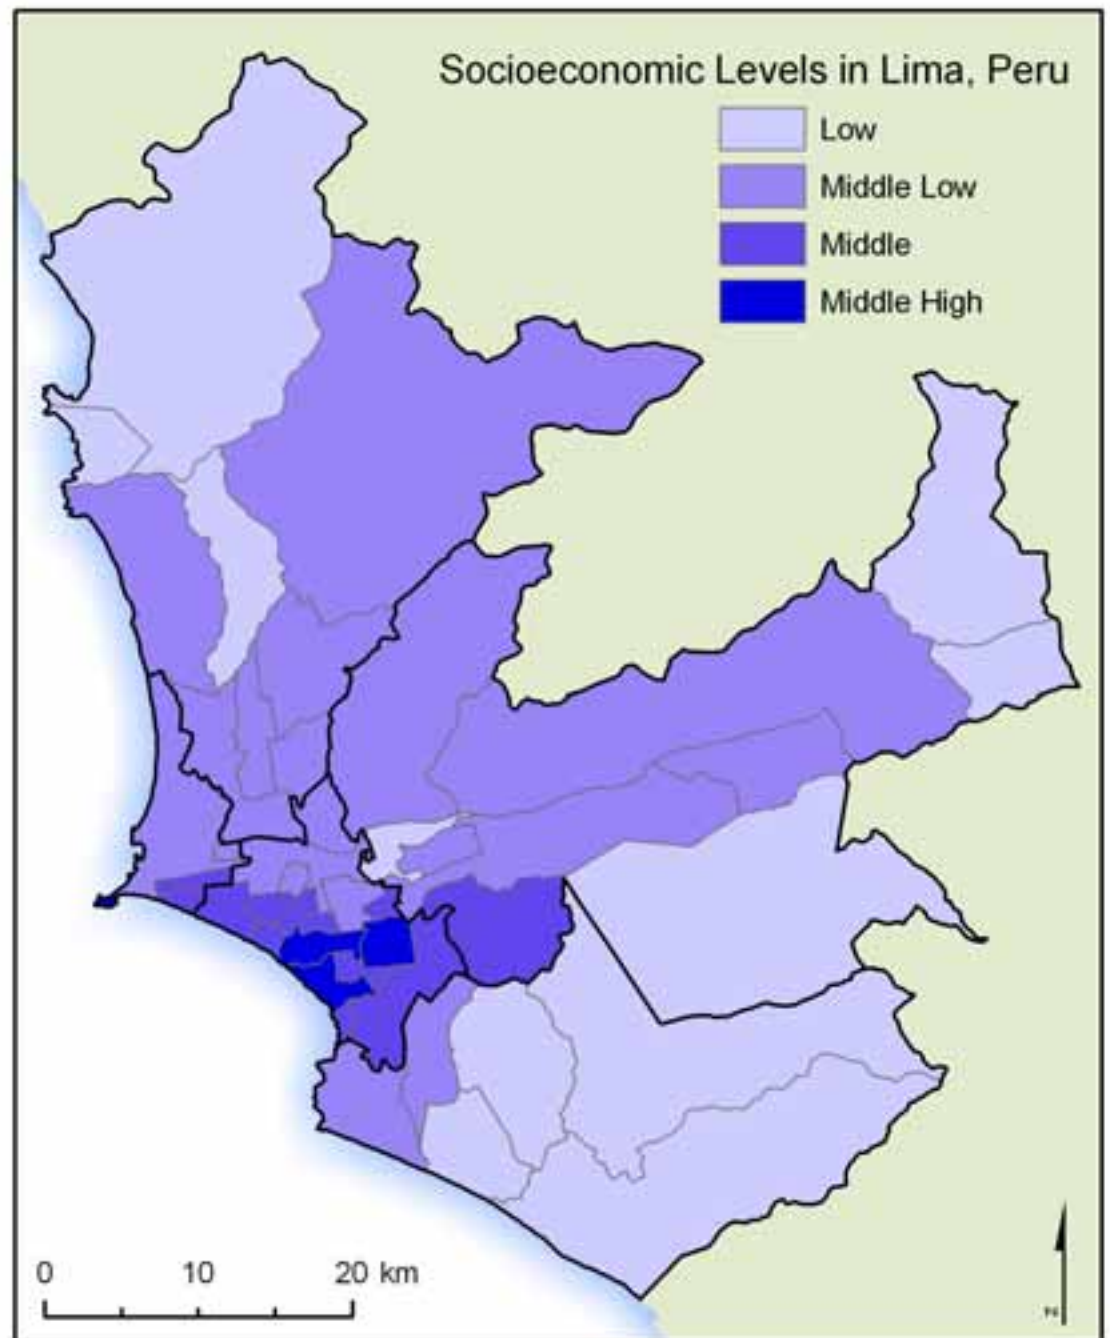 Socioeconomic Levels in Lima, Peru
Low
Middle Low
Middle
Middle High
0 10 20 km